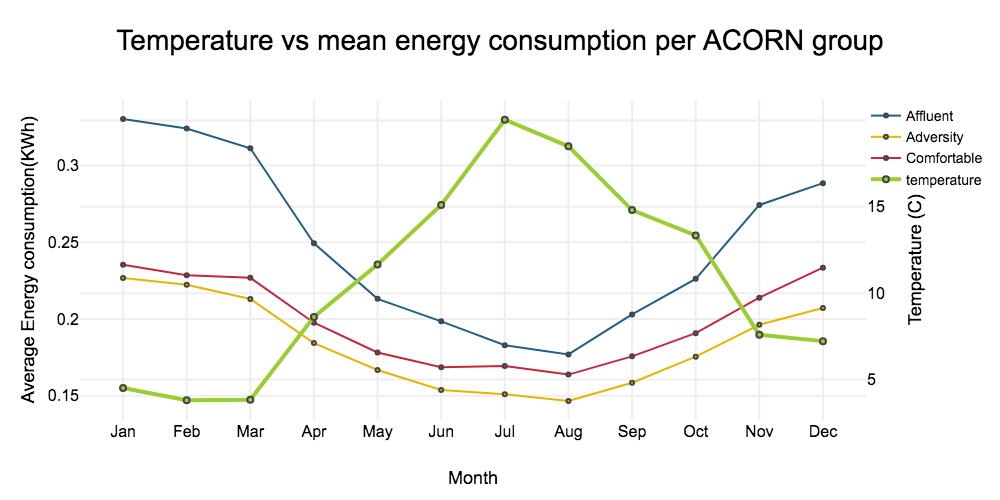 Temperature vs mean energy consumption per ACORN group
Average Energy consumption(KWh)
0.3
0.25
0.2
0.15
Jan Feb Mar Apr May Jun Jul Aug Sep Oct Nov Dec
Month
15
10
5
Temperature (C)
Affluent
Adversity
Comfortable
temperature